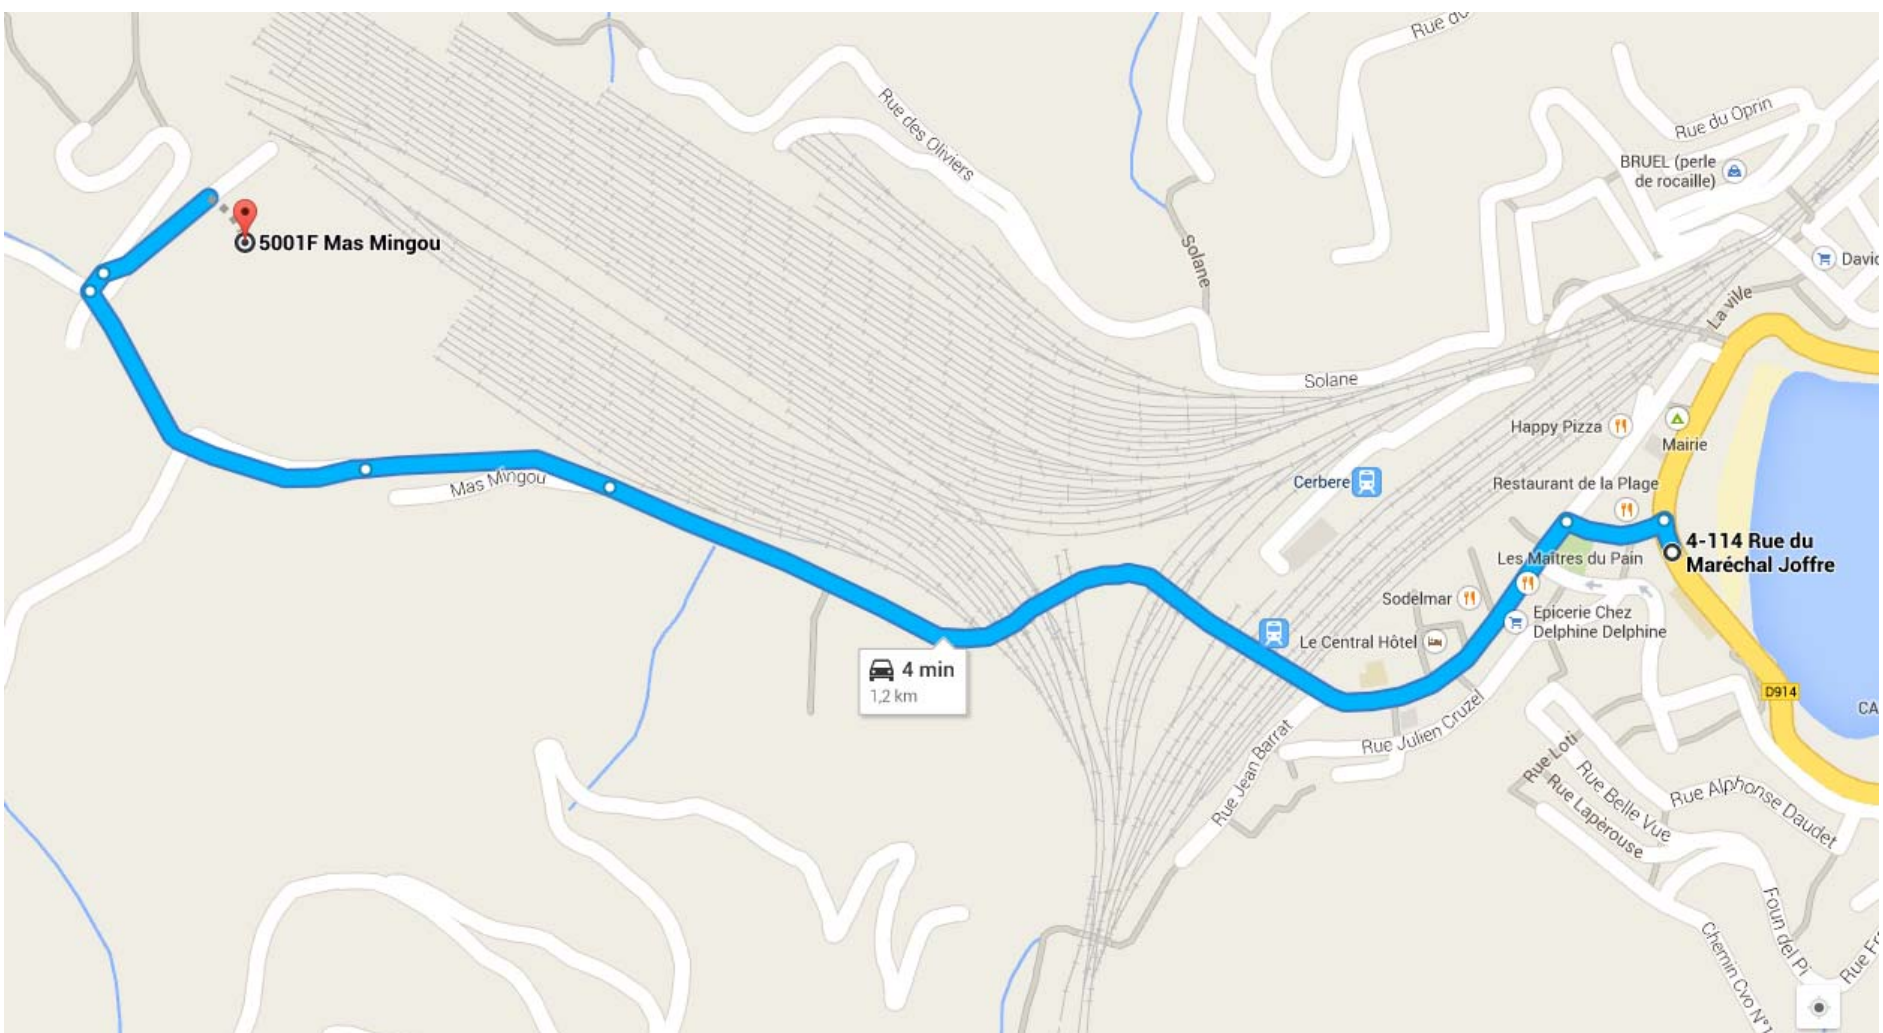 Rue du
Rue des Oliviers
Rue du Oprin
BRUEL (perle
de rocaille)
5001F Mas Mingou
Solane
Davic
La ville
Solane
Happy Pizza
Mairie
Mas Mingou
Cerbere
Restaurant de la Plage
4-114 Rue du
Maréchal Joffre
Les Maîtres du Pain
Sodelmar
Epicerie Chez
Delphine Delphine
Le Central Hôtel
4 min
1,2 km
D914
CA
Rue Julien Cruzel
Rue Jean Barrat
Rue Loti
Rue Belle Vue
Rue Alphonse Daudet
Rue Lapèrouse
Foun del Pi
Chemin Cvo N°1
Rue Fr